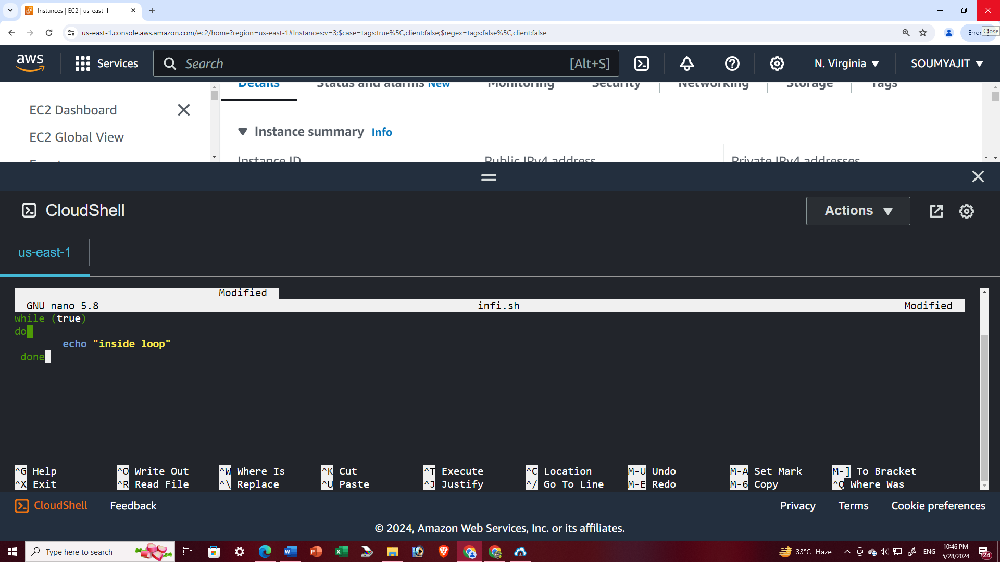 Instances | EC2 | us-east-1
us-east-1.console.aws.amazon.com/ec2/home?region=us-east-1#Instances:v=3;$case=tags:true%5C,client:false;$regex=tags:false%5C,client:false
Error
Close
aws
Services
Search
[Alt+S]
N. Virginia
SOUMYAJIT
Details
Status and alarms New
Monitoring
Security
Networking
Storage
Tags
EC2 Dashboard
EC2 Global View
Instance summary Info
Instance ID
Public IPv4 address
Private IPv4 addresses
CloudShell
Actions
us-east-1
Modified
GNU nano 5.8 infi.sh Modified
while (true)
do
echo "inside loop"
done
^G Help ^O Write Out ^W Where Is ^K Cut ^T Execute ^C Location M-U Undo M-A Set Mark M-] To Bracket
^X Exit ^R Read File ^\ Replace ^U Paste ^J Justify ^/ Go To Line M-E Redo M-6 Copy ^Q Where Was
CloudShell
Feedback
Privacy
Terms
Cookie preferences
© 2024, Amazon Web Services, Inc. or its affiliates.
Type here to search
33°C Haze
ENG
10:46 PM
5/28/2024
24